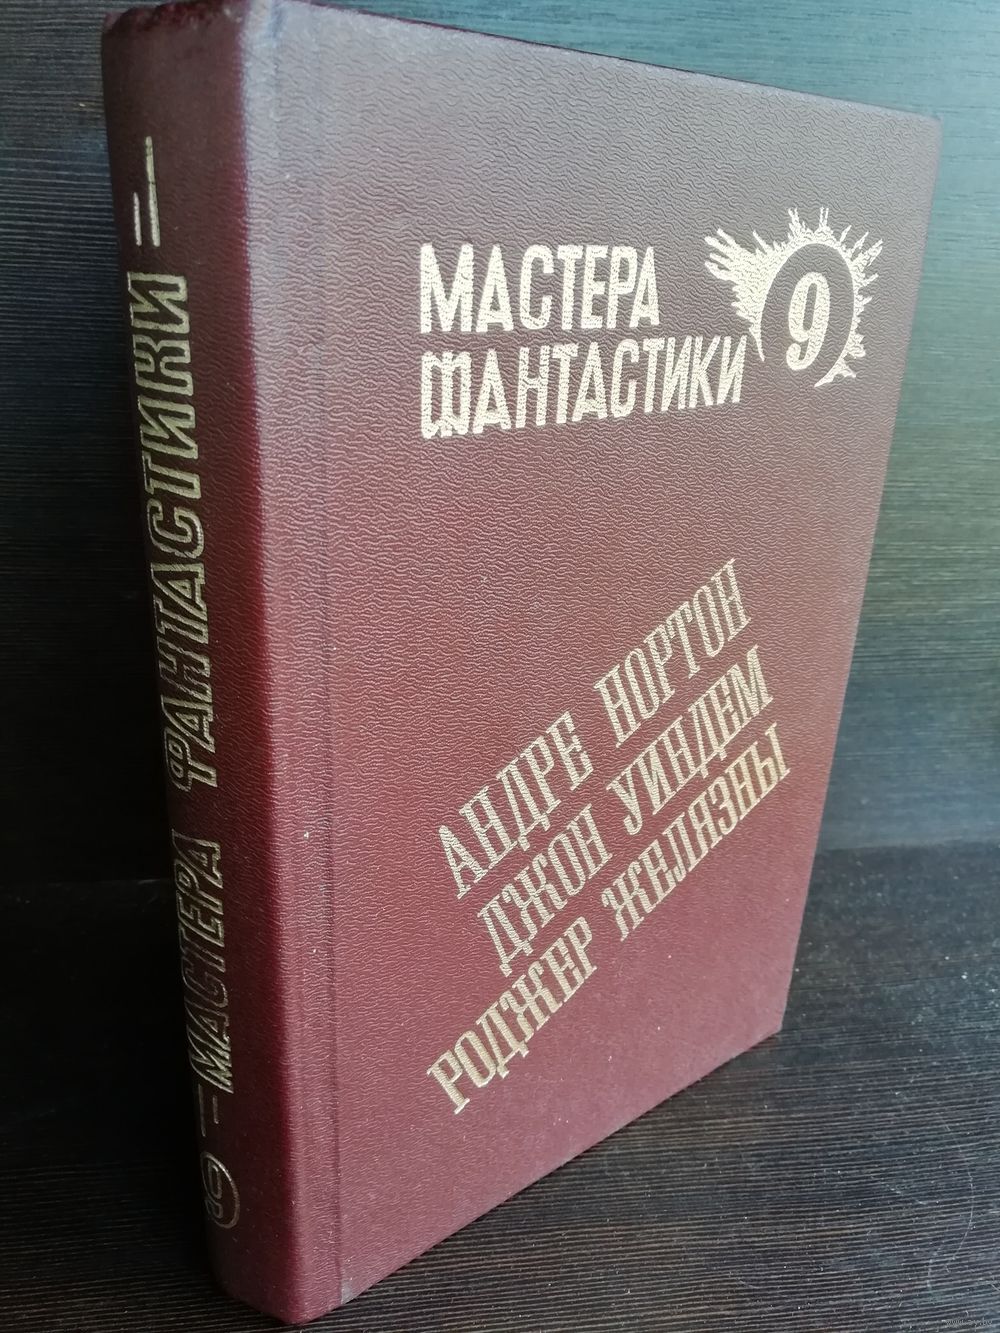 МАСТЕРА
ФАНТАСТИКИ
9
АНДРЕ НОРТОН
ДЖОН УИНДЕМ
РОДЖЕР ЖЕЛЯЗНЫ
9 МАСТЕРА ФАНТАСТИКИ